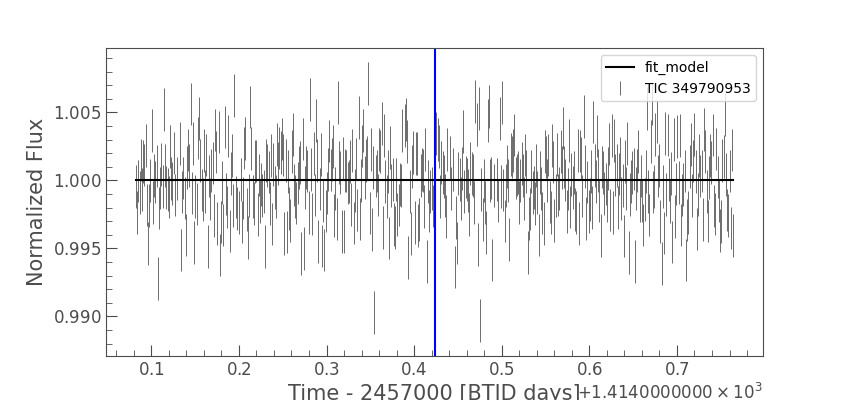 fit_model
TIC 349790953
Normalized Flux
1.005
1.000
0.995
0.990
0.1
0.2
0.3
0.4
0.5
0.6
0.7
Time - 2457000 [BTJD days]
+1.4140000000 × 10³